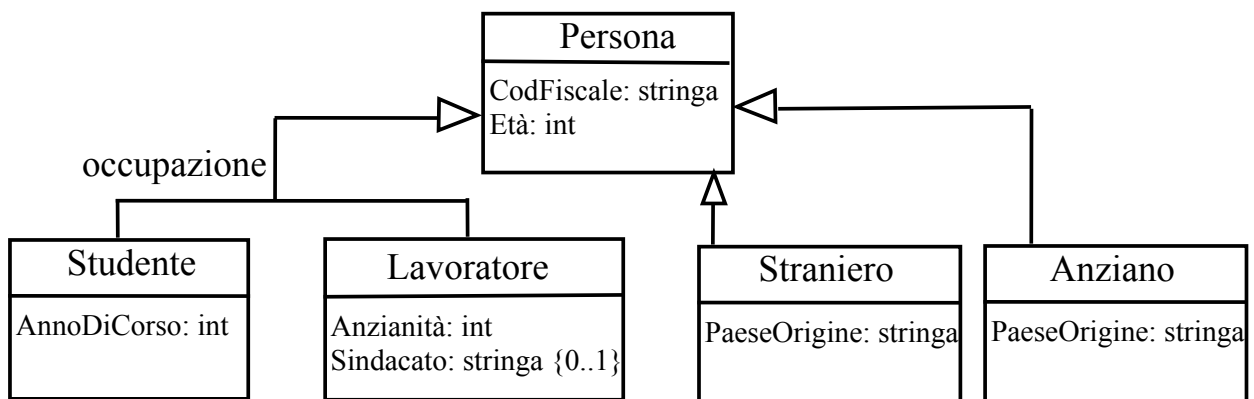 Persona
CodFiscale: stringa
Età: int
occupazione
Studente
AnnoDiCorso: int
Lavoratore
Anzianità: int
Sindacato: stringa {0..1}
Straniero
PaeseOrigine: stringa
Anziano
PaeseOrigine: stringa